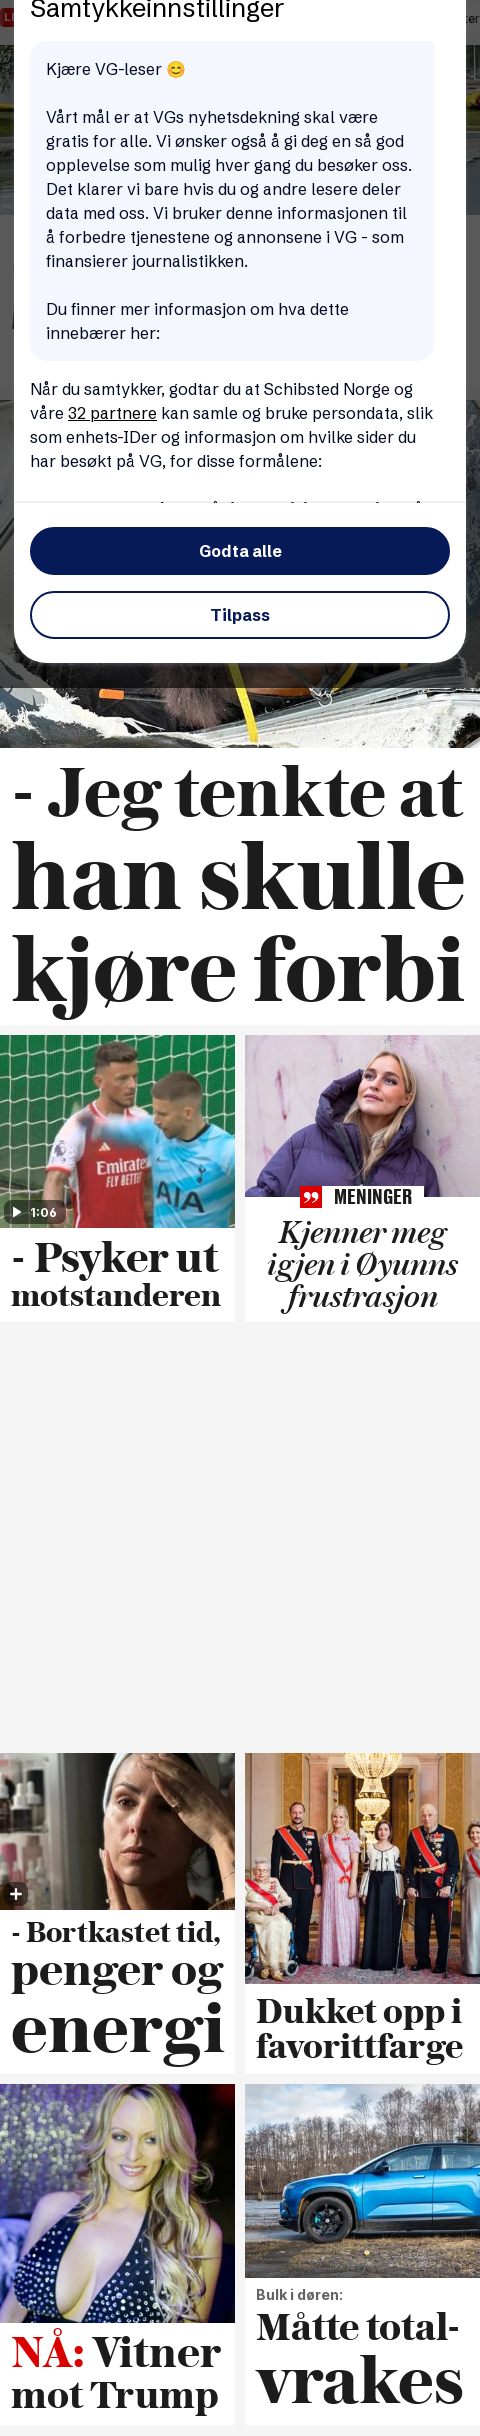 Samtykkeinnstillinger
Kjære VG-leser 😊
Vårt mål er at VGs nyhetsdekning skal være
gratis for alle. Vi ønsker også å gi deg en så god
opplevelse som mulig hver gang du besøker oss.
Det klarer vi bare hvis du og andre lesere deler
data med oss. Vi bruker denne informasjonen til
å forbedre tjenestene og annonsene i VG - som
finansierer journalistikken.
Du finner mer informasjon om hva dette
innebærer her:
Når du samtykker, godtar du at Schibsted Norge og
våre 32 partnere kan samle og bruke persondata, slik
som enhets-IDer og informasjon om hvilke sider du
har besøkt på VG, for disse formålene:
Godta alle
Tilpass
- Jeg tenkte at
han skulle
kjøre forbi
Emirates
FLY BETTER
AIA
1:06
- Psyker ut
motstanderen
MENINGER
Kjenner meg
igjen i Øyunns
frustrasjon
- Bortkastet tid,
penger og
energi
Dukket opp i
favorittfarge
NÅ: Vitner
mot Trump
Bulk i døren:
Måtte total-
vrakes